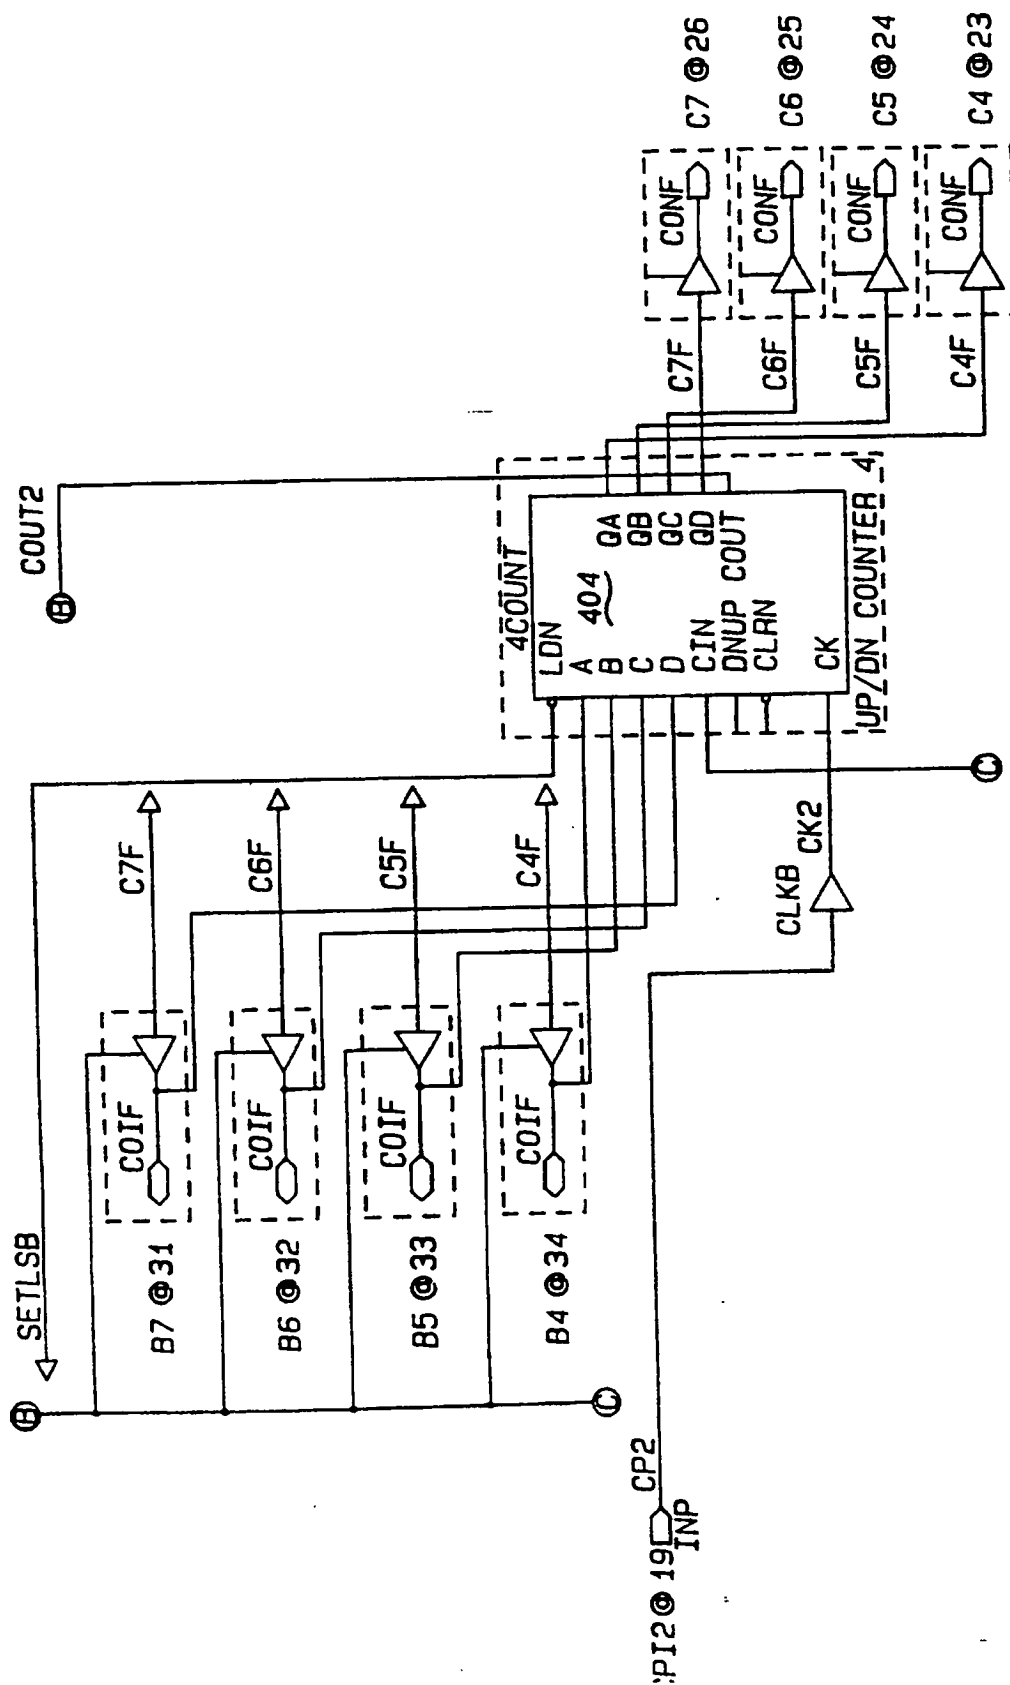 SETLSB
B7 @31
COIF
C7F
B6 @32
COIF
C6F
B5 @33
COIF
C5F
B4 @34
COIF
C4F
B
C
COUT2
B
4COUNT
LDN
A
B
C
D
CIN
DNUP
CLRN
CK
404
QA
QB
QC
QD
COUT
UP/DN COUNTER 4
C
@19
INP
CP2
CLKB
CK2
C7F
CONF
C7 @26
C6F
CONF
C6 @25
C5F
CONF
C5 @24
C4F
CONF
C4 @23